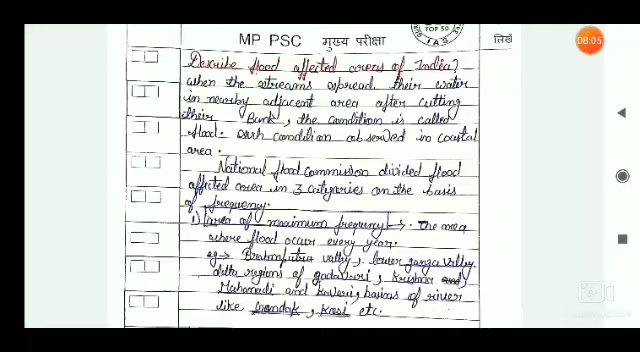 08:05
TOP 50
I.A.S
MP PSC मुख्य परीक्षा लिखें
Describe flood affected areas of India?
when the streams spread their water
in nearby adjacent area after cutting
their Bank, the condition is called
flood. such condition observed in coastal
area.
National flood commission divided flood
affected area in 3 categories on the basis
of frequency.
1) Area of maximum frequency → The area
where flood occur every year.
eg → Brahmputra valley, lower ganga valley
delta regions of godavari, Krishna and,
Mahanadi and Kaveri, basins of river
like Gandak, Kosi etc.